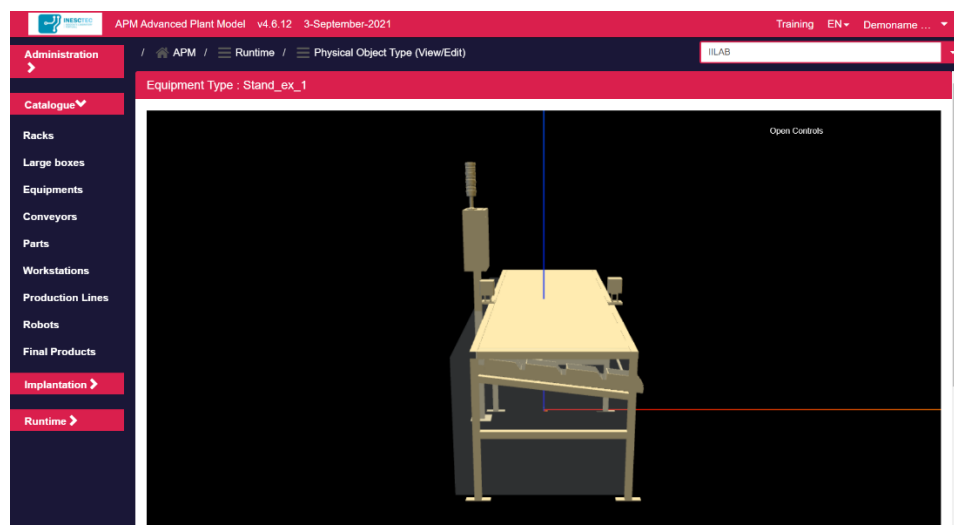 INESCTEC
APM Advanced Plant Model v4.6.12 3-September-2021
Training EN Demoname ...
Administration
/ APM / Runtime / Physical Object Type (View/Edit)
IILAB
Equipment Type : Stand_ex_1
Catalogue
Open Controls
Racks
Large boxes
Equipments
Conveyors
Parts
Workstations
Production Lines
Robots
Final Products
Implantation
Runtime